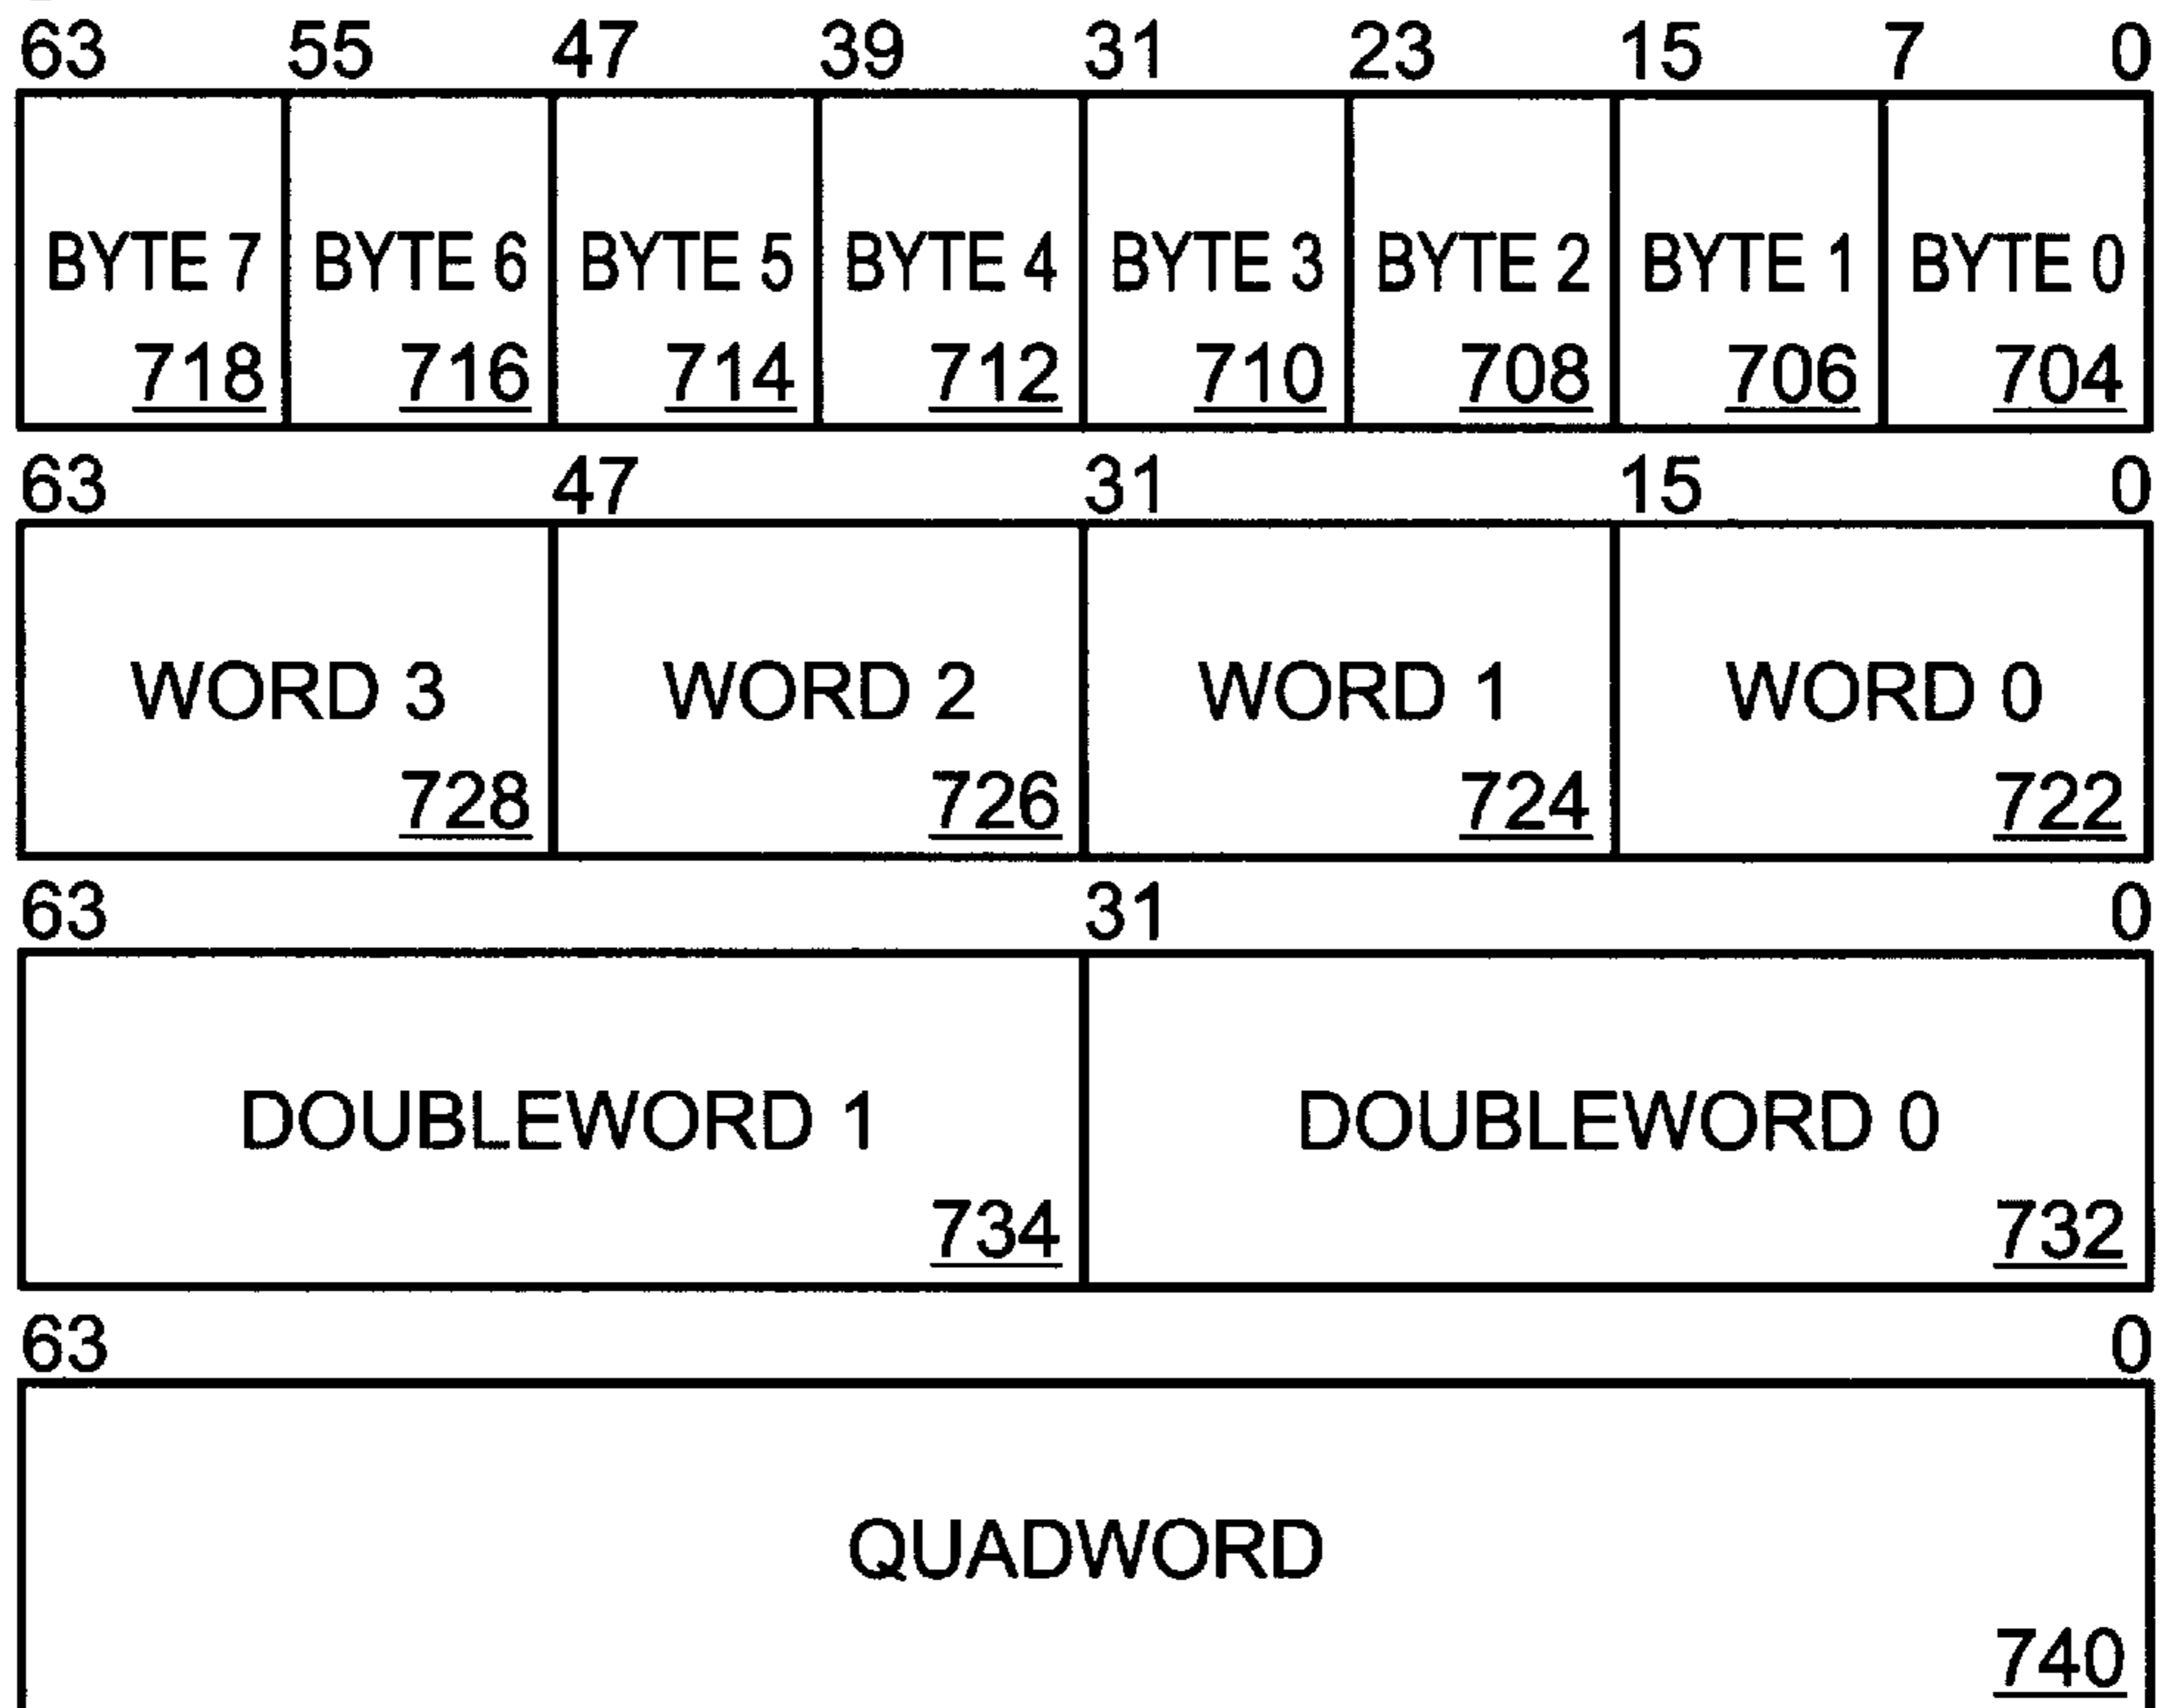 63 55 47 39 31 23 15 7 0
BYTE 7 BYTE 6 BYTE 5 BYTE 4 BYTE 3 BYTE 2 BYTE 1 BYTE 0
718 716 714 712 710 708 706 704
63 47 31 15 0
WORD 3 WORD 2 WORD 1 WORD 0
728 726 724 722
63 31 0
DOUBLEWORD 1 DOUBLEWORD 0
734 732
63 0
QUADWORD
740